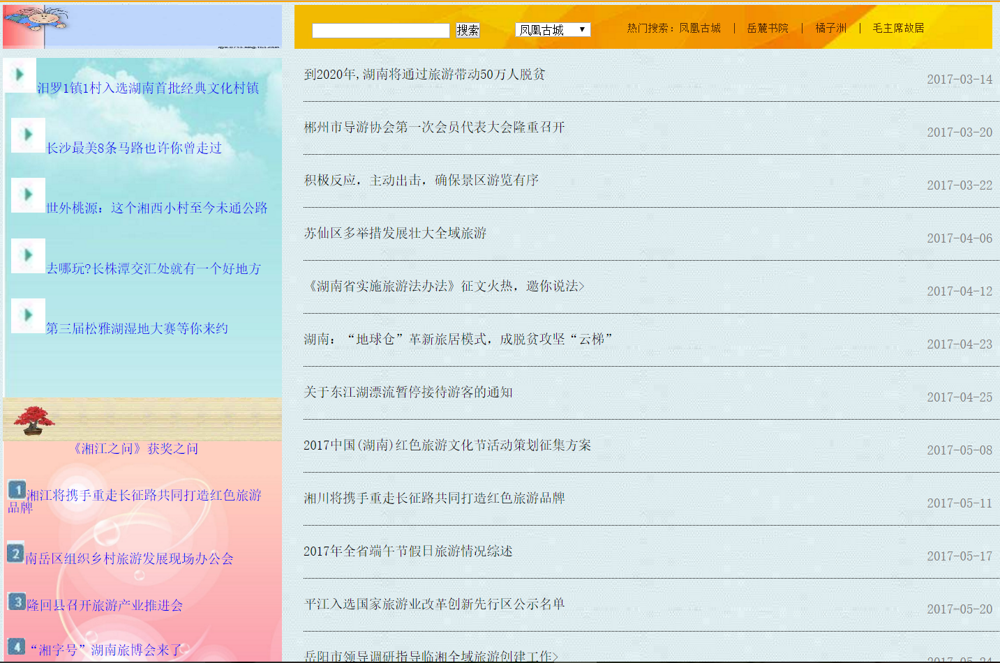 搜索
凤凰古城
热门搜索：凤凰古城 | 岳麓书院 | 橘子洲 | 毛主席故居
汨罗1镇1村入选湖南首批经典文化村镇
长沙最美8条马路也许你曾走过
世外桃源：这个湘西小村至今未通公路
去哪玩?长株潭交汇处就有一个好地方
第三届松雅湖湿地大赛等你来约
《湘江之问》获奖之问
1湘江将携手重走长征路共同打造红色旅游
品牌
2南岳区组织乡村旅游发展现场办公会
3隆回县召开旅游产业推进会
4“湘字号”湖南旅博会来了
到2020年,湖南将通过旅游带动50万人脱贫 2017-03-14
郴州市导游协会第一次会员代表大会隆重召开 2017-03-20
积极反应，主动出击，确保景区游览有序 2017-03-22
苏仙区多举措发展壮大全域旅游 2017-04-06
《湖南省实施旅游法办法》征文火热，邀你说法> 2017-04-12
湖南：“地球仓”革新旅居模式，成脱贫攻坚“云梯” 2017-04-23
关于东江湖漂流暂停接待游客的通知 2017-04-25
2017中国(湖南)红色旅游文化节活动策划征集方案 2017-05-08
湘川将携手重走长征路共同打造红色旅游品牌 2017-05-11
2017年全省端午节假日旅游情况综述 2017-05-17
平江入选国家旅游业改革创新先行区公示名单 2017-05-20
岳阳市领导调研指导临湘全域旅游创建工作> 2017-05-24